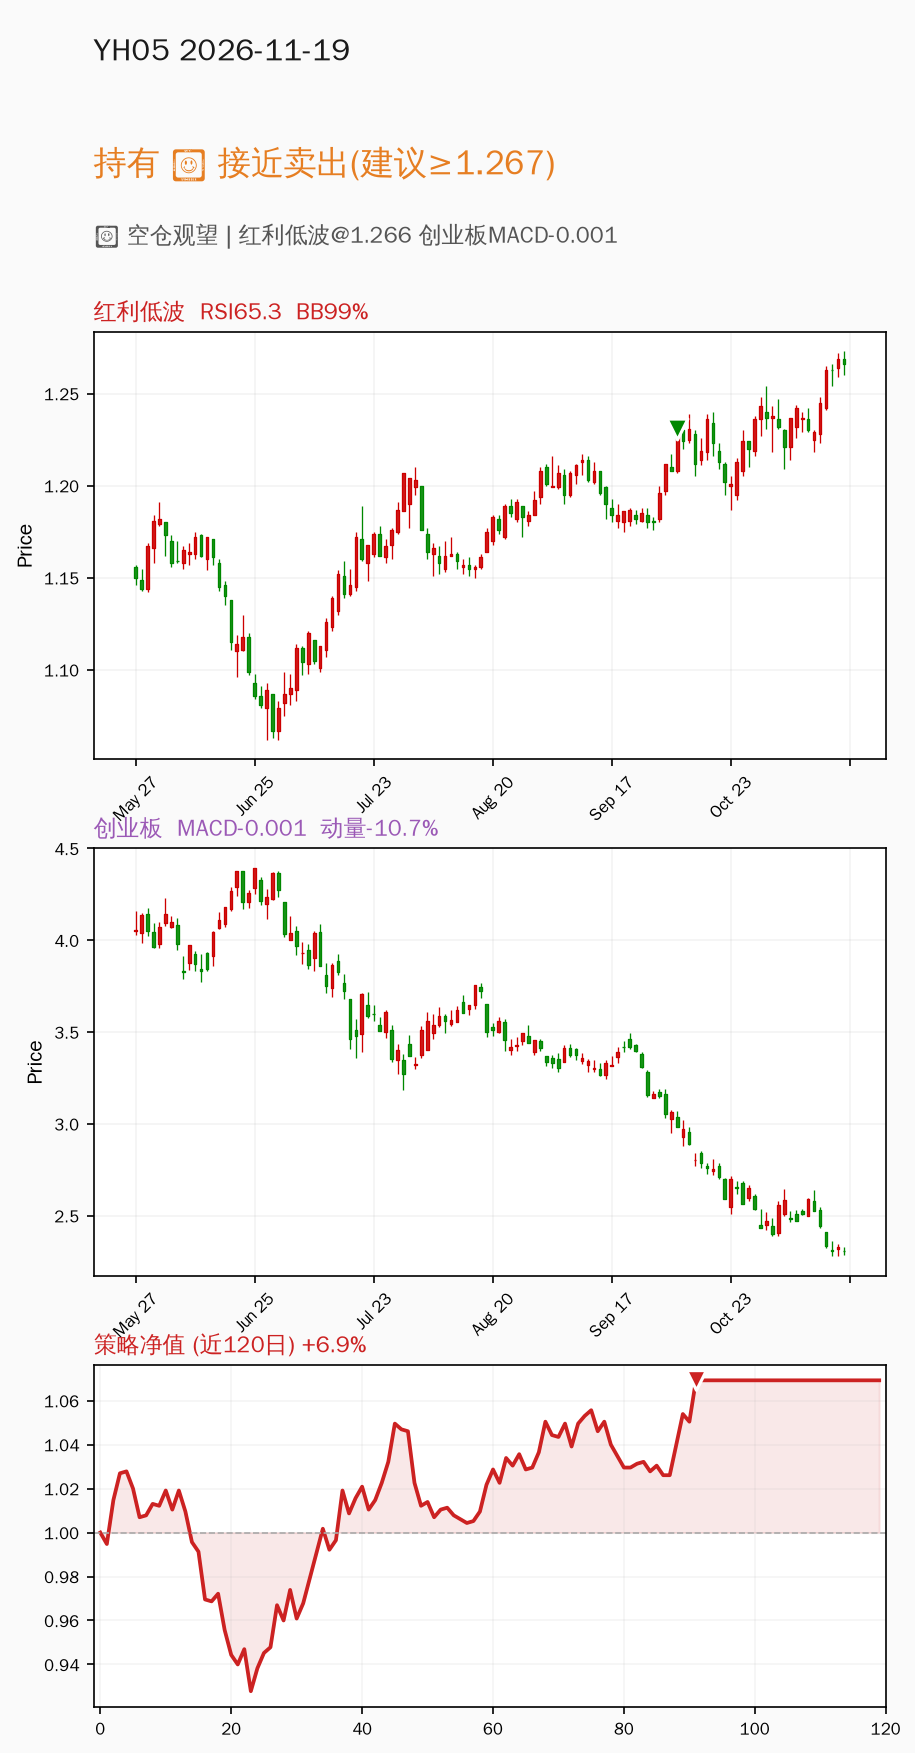 YH05 2026-11-19
持有 接近卖出(建议≥1.267)
空仓观望 | 红利低波@1.266 创业板MACD-0.001
红利低波 RSI65.3 BB99%
Price
1.25
1.20
1.15
1.10
May 27
Jun 25
Jul 23
Aug 20
Sep 17
Oct 23
创业板 MACD-0.001 动量-10.7%
Price
4.5
4.0
3.5
3.0
2.5
May 27
Jun 25
Jul 23
Aug 20
Sep 17
Oct 23
策略净值 (近120日) +6.9%
1.06
1.04
1.02
1.00
0.98
0.96
0.94
0
20
40
60
80
100
120